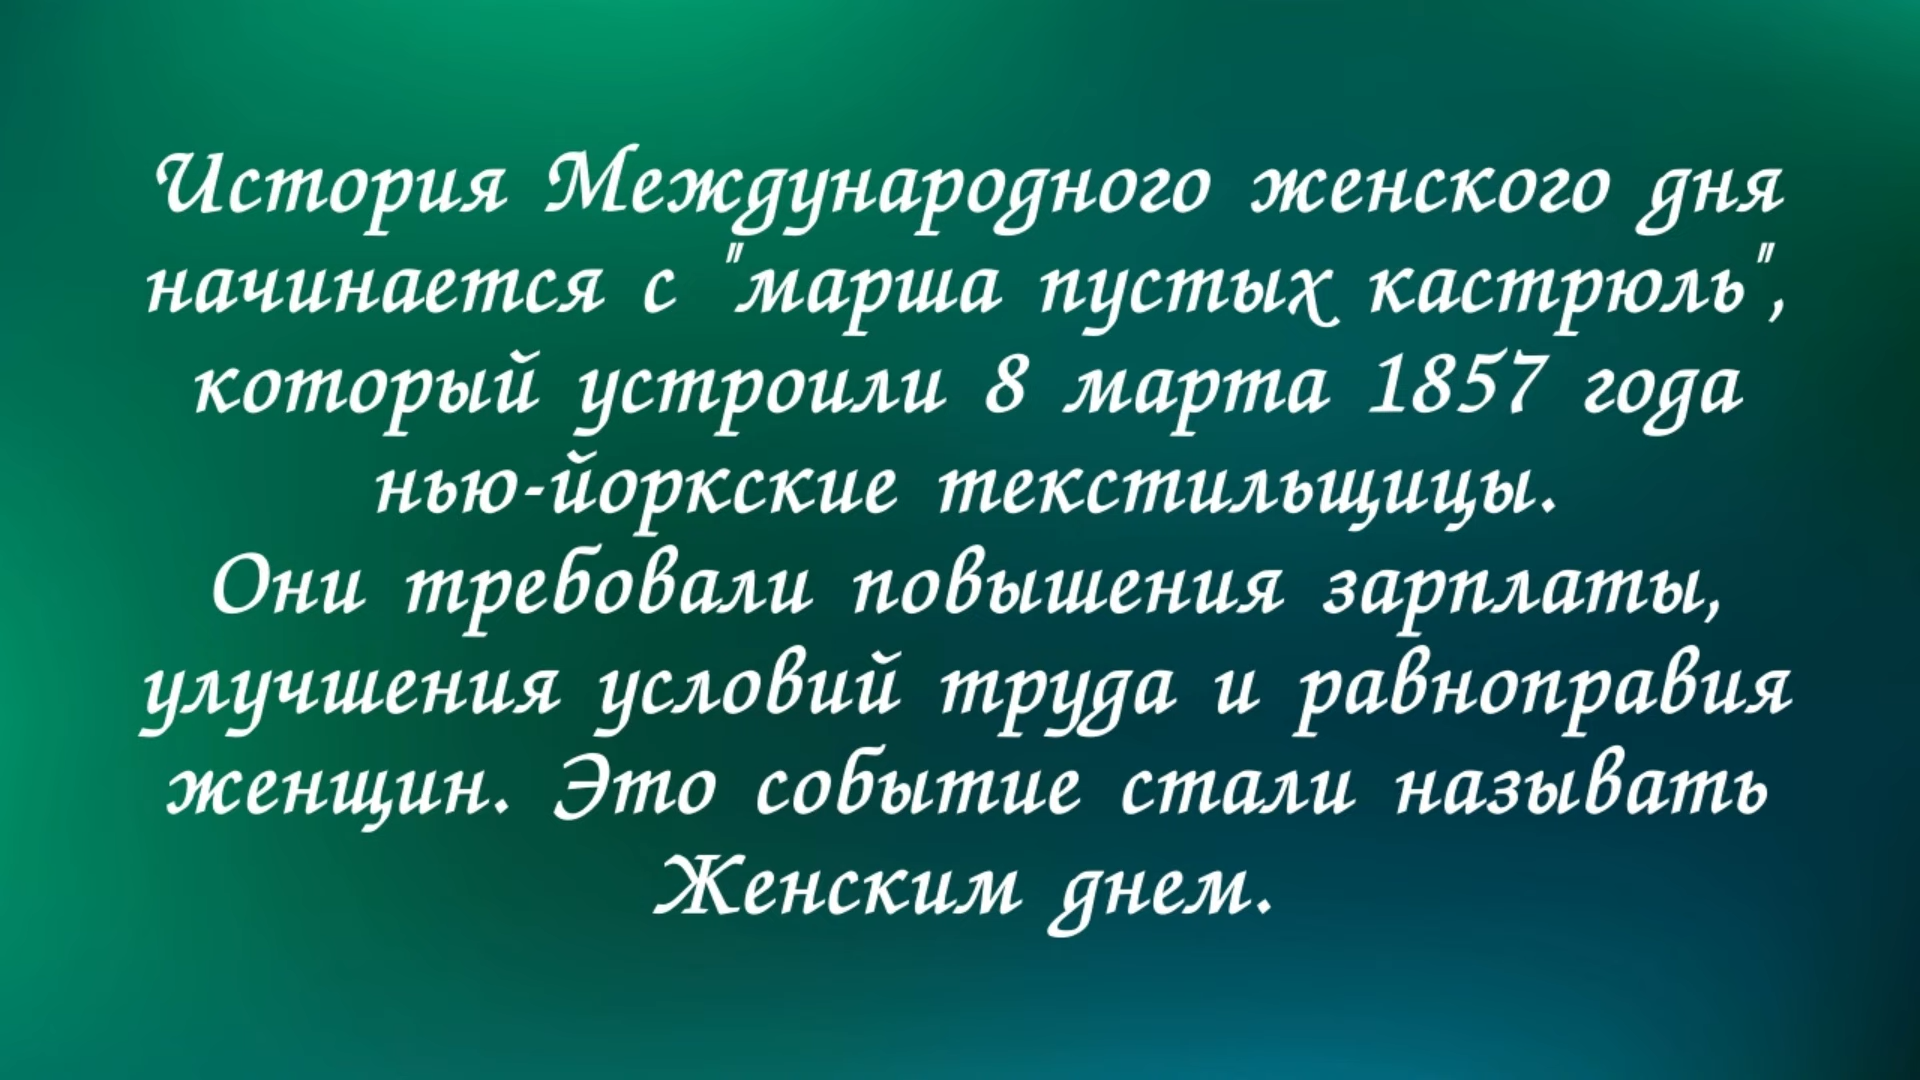 История Международного женского дня
начинается с "марша пустых кастрюль",
который устроили 8 марта 1857 года
нью-йоркские текстильщицы.
Они требовали повышения зарплаты,
улучшения условий труда и равноправия
женщин. Это событие стали называть
Женским днем.